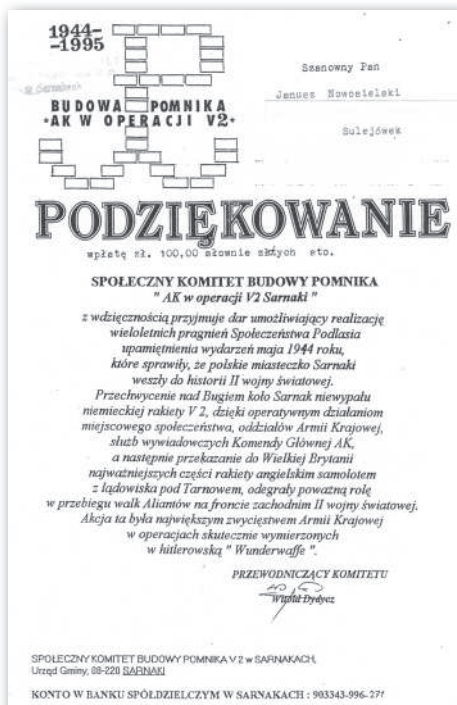 1944-
-1995
BUDOWA POMNIKA
•AK W OPERACJI V2•
Szanowny Pan
Janusz Nowosielski
Sulejówek
PODZIĘKOWANIE
wpłatę zł. 100,00 słownie złtych sto.
SPOŁECZNY KOMITET BUDOWY POMNIKA
" AK w operacji V2 Sarnaki "
z wdzięcznością przyjmuje dar umożliwiający realizację
wieloletnich pragnień Społeczeństwa Podlasia
upamiętnienia wydarzeń maja 1944 roku,
które sprawiły, że polskie miasteczko Sarnaki
weszły do historii II wojny światowej.
Przechwycenie nad Bugiem koło Sarnak niewypału
niemieckiej rakiety V 2, dzięki operatywnym działaniom
miejscowego społeczeństwa, oddziałów Armii Krajowej,
służb wywiadowczych Komendy Głównej AK,
a następnie przekazanie do Wielkiej Brytanii
najważniejszych części rakiety angielskim samolotem
z lądowiska pod Tarnowem, odegrały poważną rolę
w przebiegu walk Aliantów na froncie zachodnim II wojny światowej.
Akcja ta była największym zwycięstwem Armii Krajowej
w operacjach skutecznie wymierzonych
w hitlerowską " Wunderwaffe ".
PRZEWODNICZĄCY KOMITETU
Witold Dydycz
SPOŁECZNY KOMITET BUDOWY POMNIKA V 2 w SARNAKACH,
Urząd Gminy, 08-220 SARNAKI
KONTO W BANKU SPÓŁDZIELCZYM W SARNAKACH : 903343-996-27